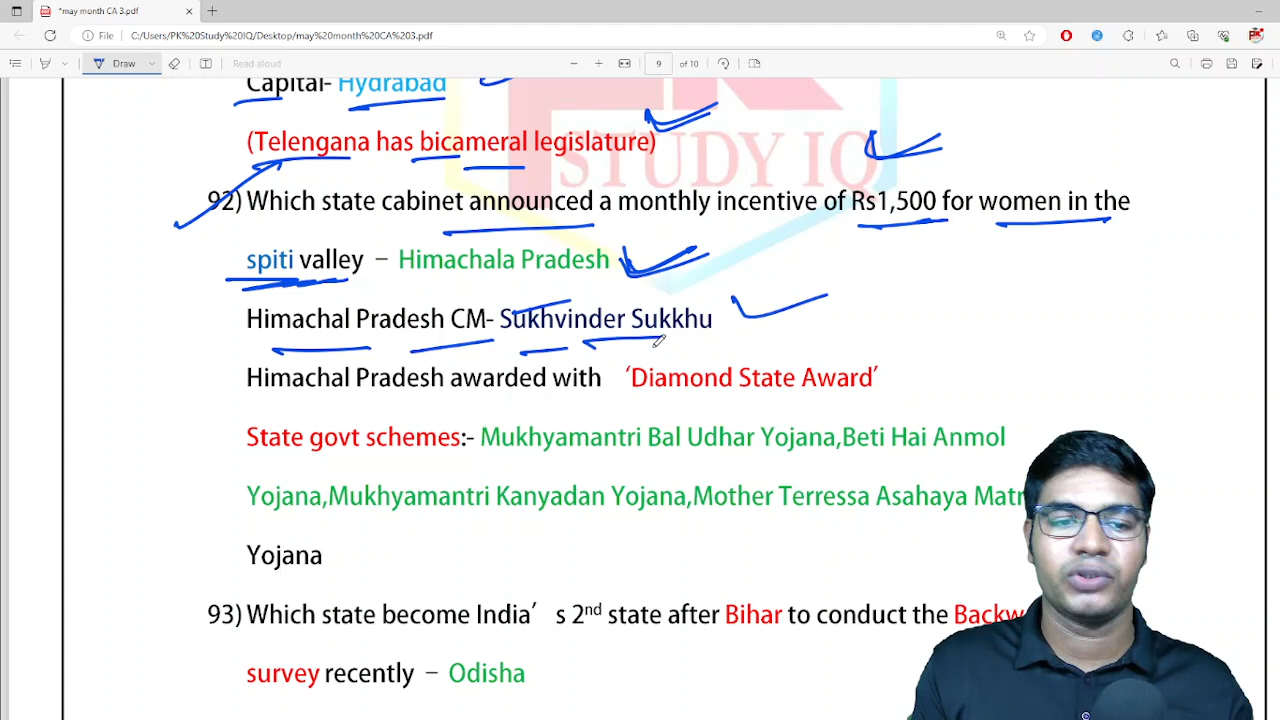 *may month CA 3.pdf
File C:/Users/PK%20Study%20IQ/Desktop/may%20month%20CA%203.pdf
Draw Read aloud 9 of 10
Capital- Hydrabad
(Telengana has bicameral legislature)
STUDY IQ
92) Which state cabinet announced a monthly incentive of Rs1,500 for women in the
spiti valley – Himachala Pradesh
Himachal Pradesh CM- Sukhvinder Sukkhu
Himachal Pradesh awarded with ‘Diamond State Award’
State govt schemes:- Mukhyamantri Bal Udhar Yojana,Beti Hai Anmol
Yojana,Mukhyamantri Kanyadan Yojana,Mother Terressa Asahaya Matr
Yojana
93) Which state become India’s 2nd state after Bihar to conduct the Backw
survey recently – Odisha